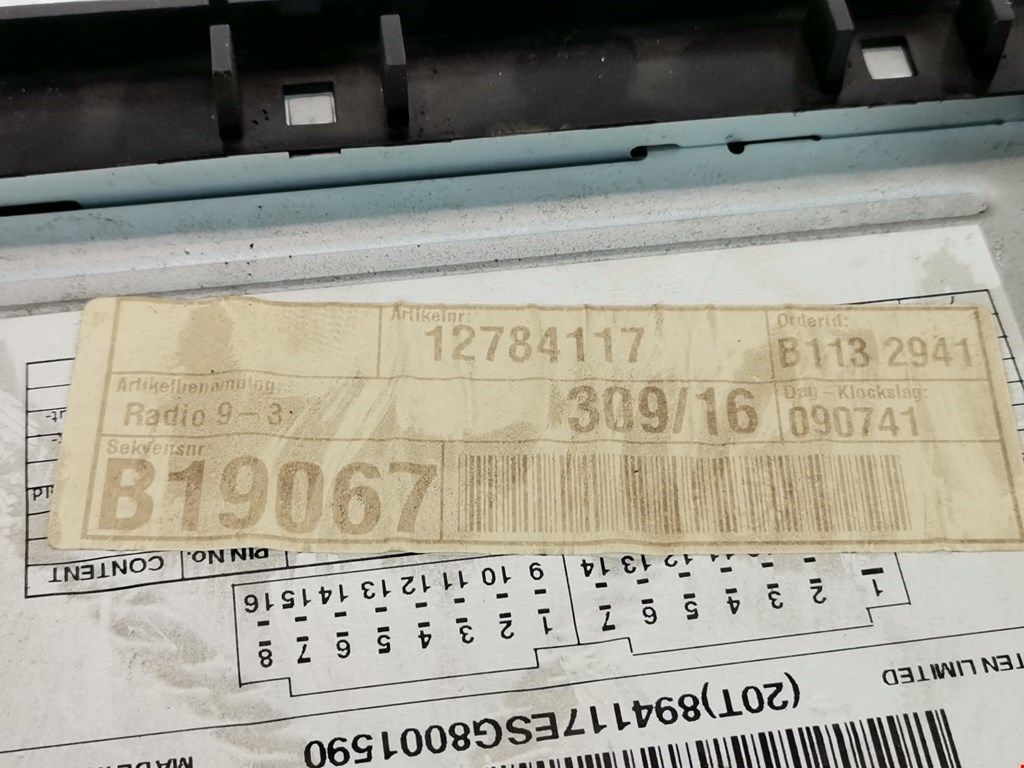 Artikelnr:
12784117
OrderId:
B113 2941
Artikelbenämning:
Radio 9-3
309/16
Dag - Klockslag:
090741
Sekvensnr
B19067
CONTENT
PIN No.
9 10 11 12 13 14 15 16
1 2 3 4 5 6 7 8
11 12 13 14
1 2 3 4 5 6 7
TEN LIMITED
(20T)894117ESG8001590